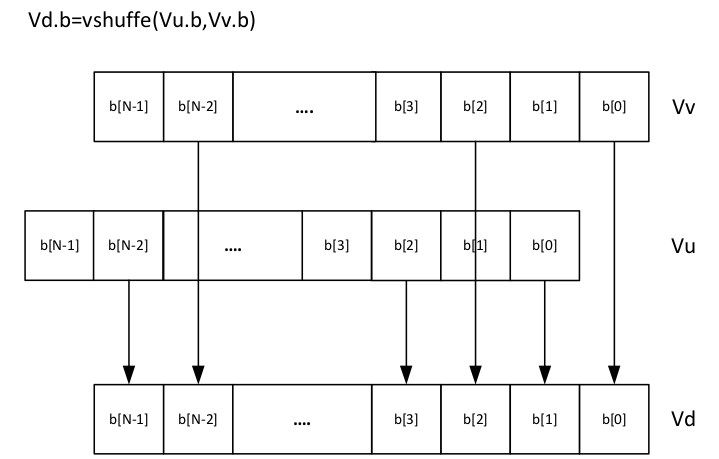 Vd.b=vshuffe(Vu.b,Vv.b)
b[N-1] b[N-2] .... b[3] b[2] b[1] b[0] Vv
b[N-1] b[N-2] .... b[3] b[2] b[1] b[0] Vu
b[N-1] b[N-2] .... b[3] b[2] b[1] b[0] Vd